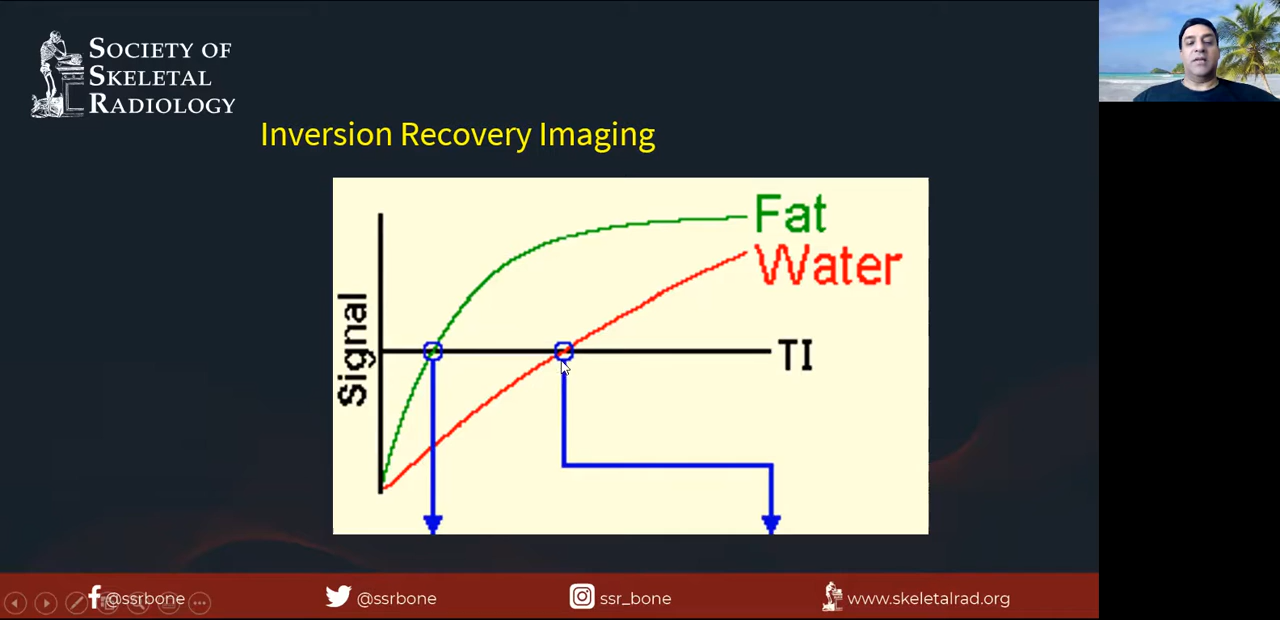 SOCIETY OF
SKELETAL
RADIOLOGY
Inversion Recovery Imaging
Fat
Water
Signal
TI
@ssrbone
@ssrbone
ssr_bone
www.skeletalrad.org